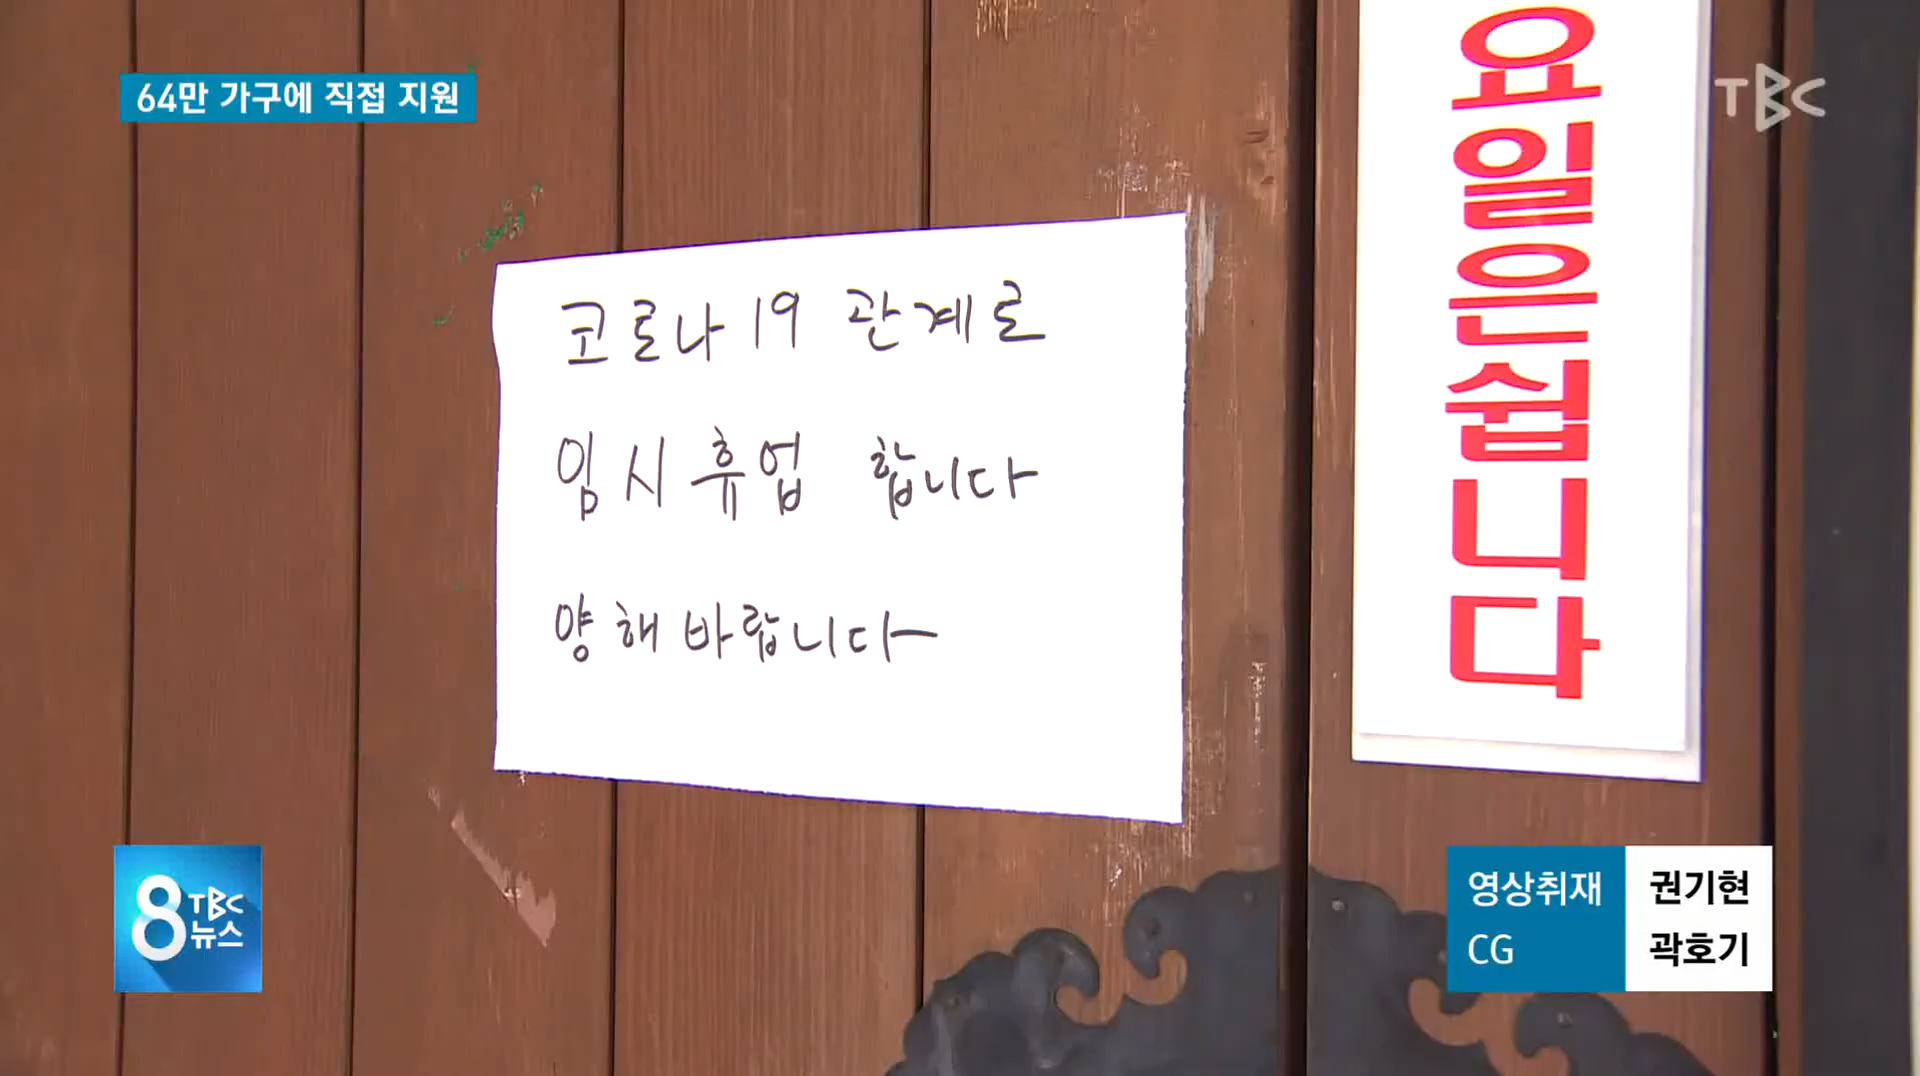 64만 가구에 직접 지원
TBC
코로나19 관계로
임시휴업 합니다
양해바랍니다
요일은쉽니다
8 TBC 뉴스
영상취재 권기현
CG 곽호기